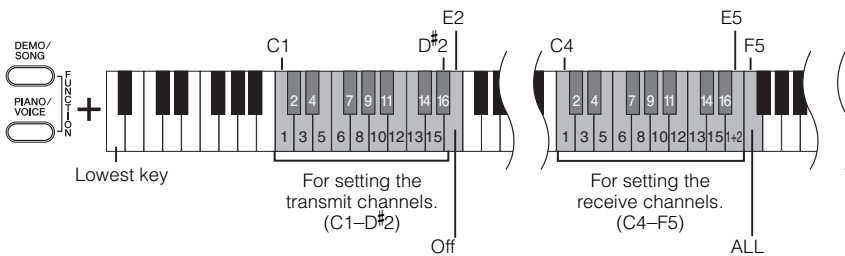 E2
E5
C1
D#2
C4
F5
DEMO/
SONG
PIANO/
VOICE
FUNCTION
+
2 4 7 9 11 14 16
1 3 5 6 8 10 12 13 15
2 4 7 9 11 14 16
1 3 5 6 8 10 12 13 15 1+2
Lowest key
For setting the
transmit channels.
(C1–D#2)
For setting the
receive channels.
(C4–F5)
Off
ALL